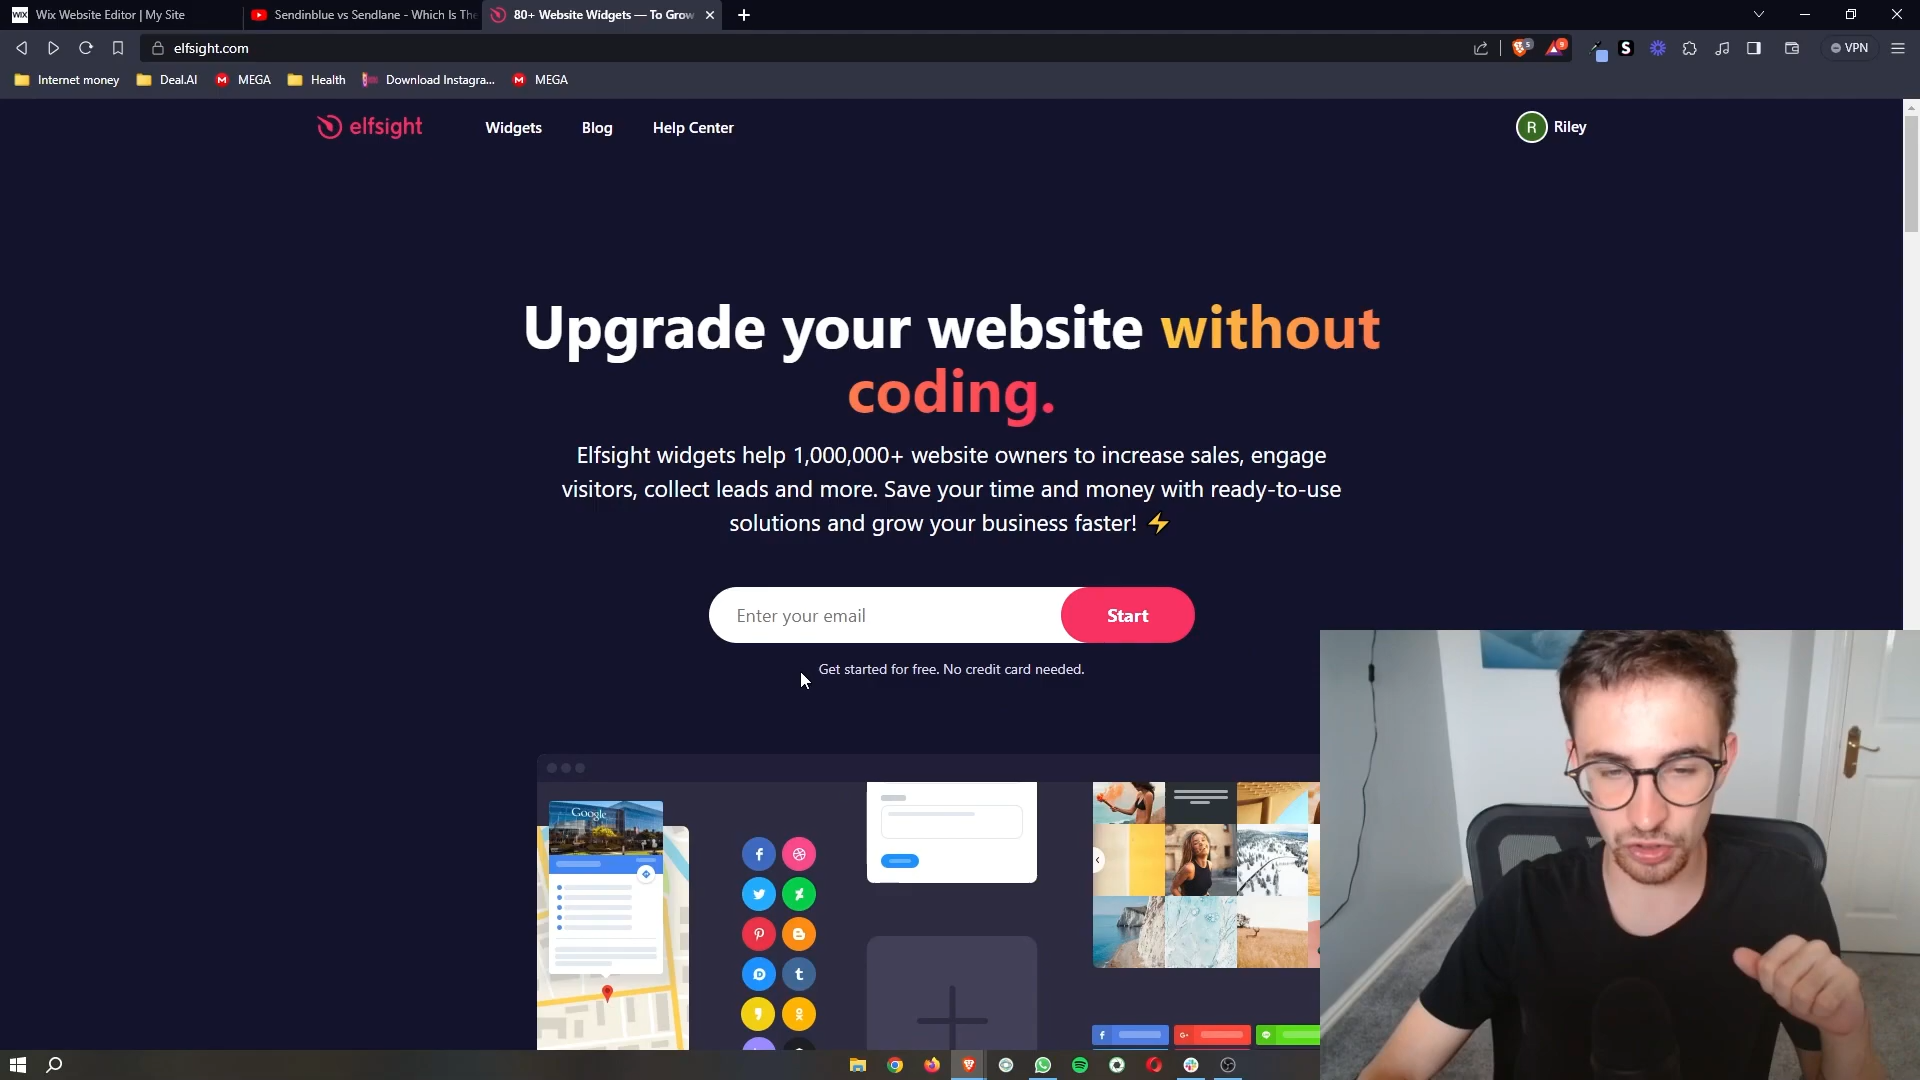 Wix Website Editor | My Site
Sendinblue vs Sendlane - Which Is The
80+ Website Widgets — To Grow
elfsight.com
VPN
Internet money
Deal.AI
MEGA
Health
Download Instagra...
MEGA
elfsight
Widgets
Blog
Help Center
R
Riley
Upgrade your website without
coding.
Elfsight widgets help 1,000,000+ website owners to increase sales, engage
visitors, collect leads and more. Save your time and money with ready-to-use
solutions and grow your business faster! ⚡
Enter your email
Start
Get started for free. No credit card needed.
Google